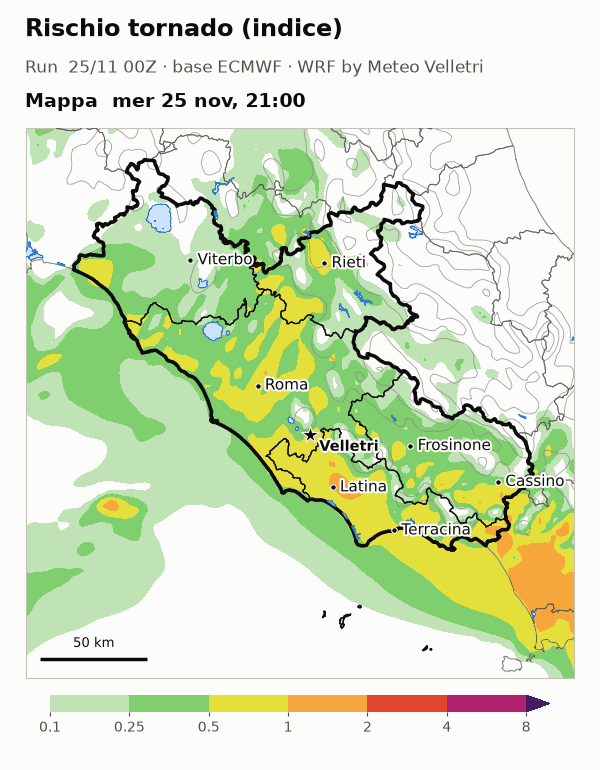 Rischio tornado (indice)
Run 25/11 00Z · base ECMWF · WRF by Meteo Velletri
Mappa mer 25 nov, 21:00
Viterbo
Rieti
Roma
Velletri
Frosinone
Cassino
Latina
Terracina
50 km
0.1 0.25 0.5 1 2 4 8